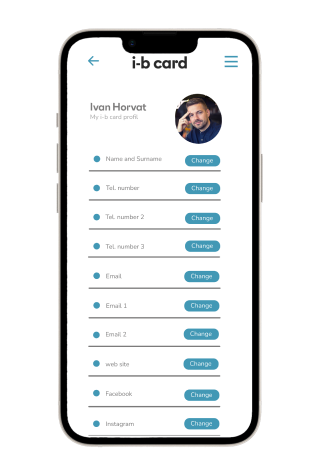 i-b card
Ivan Horvat
My i-b card profil
Name and Surname Change
Tel. number Change
Tel. number 2 Change
Tel. number 3 Change
Email Change
Email 1 Change
Email 2 Change
web site Change
Facebook Change
Instagram Change